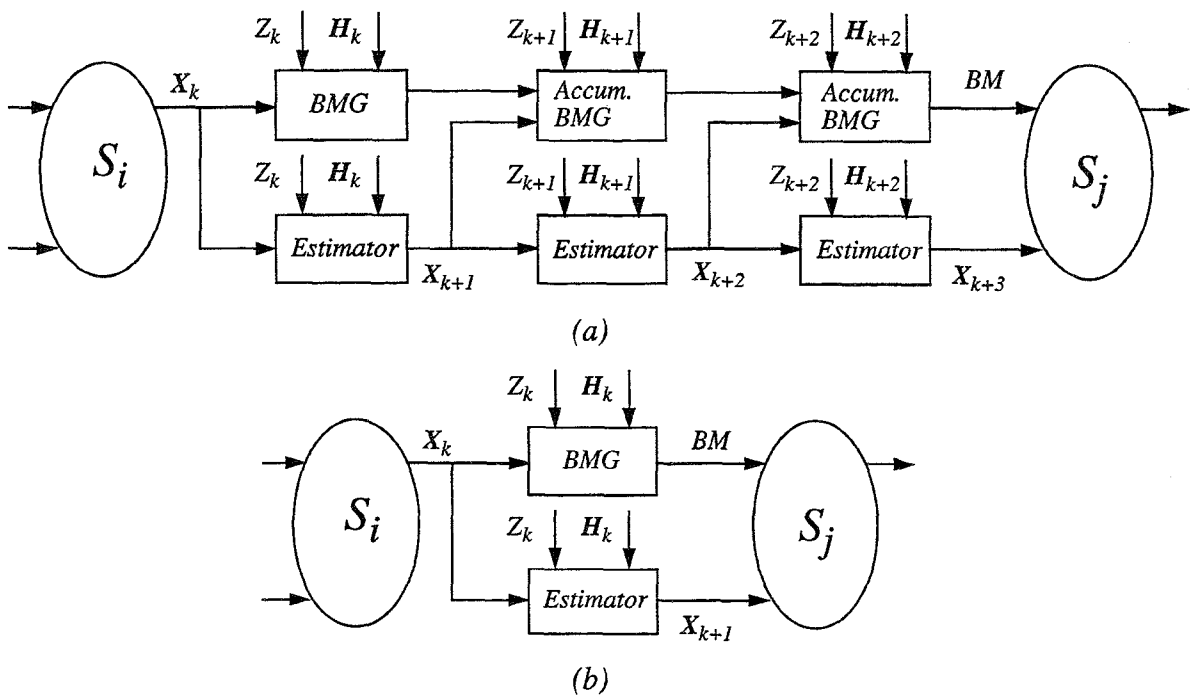 Z_k H_k Z_{k+1} H_{k+1} Z_{k+2} H_{k+2}
X_k BMG Accum. BMG Accum. BMG BM
S_i Z_k H_k Z_{k+1} H_{k+1} Z_{k+2} H_{k+2} S_j
Estimator Estimator Estimator
X_{k+1} X_{k+2} X_{k+3}
(a)
Z_k H_k
X_k BMG BM
S_i Z_k H_k S_j
Estimator
X_{k+1}
(b)